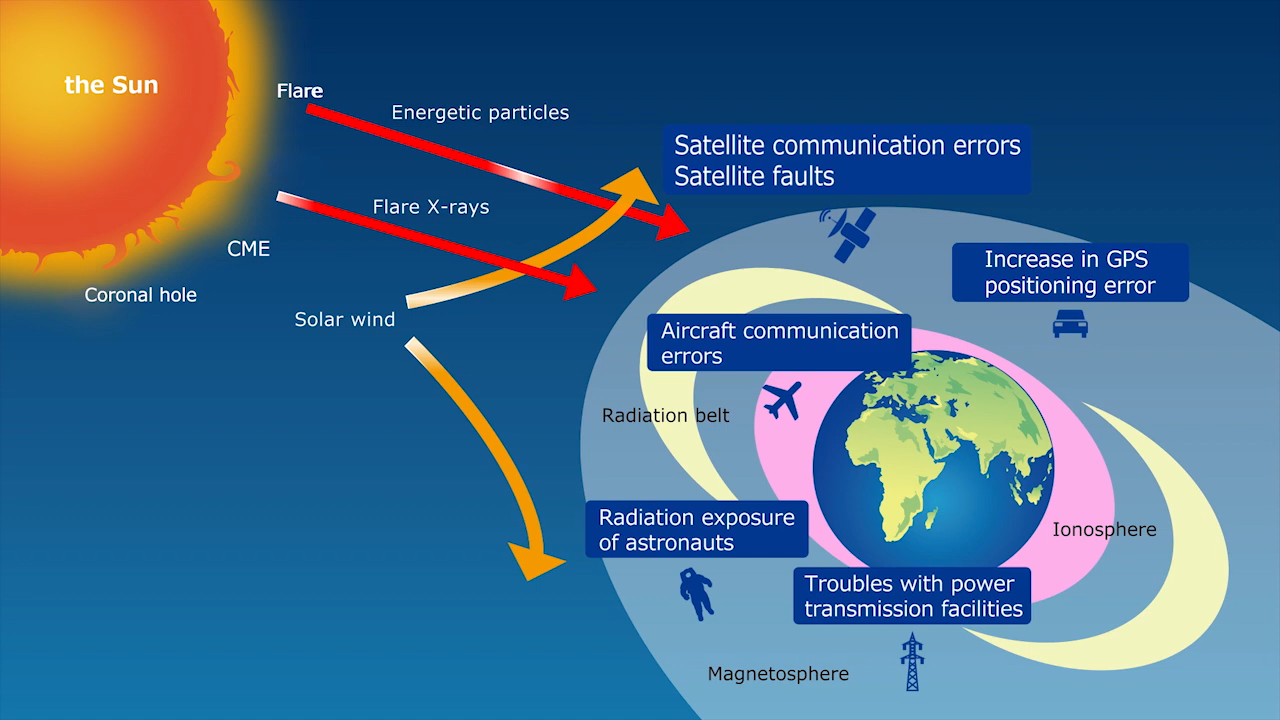 the Sun
Flare
Energetic particles
Satellite communication errors
Satellite faults
Flare X-rays
CME
Increase in GPS
positioning error
Coronal hole
Solar wind
Aircraft communication
errors
Radiation belt
Radiation exposure
of astronauts
Ionosphere
Troubles with power
transmission facilities
Magnetosphere